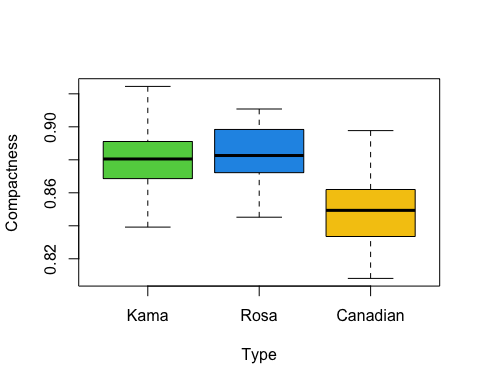 Compactness
0.90
0.86
0.82
Kama Rosa Canadian
Type